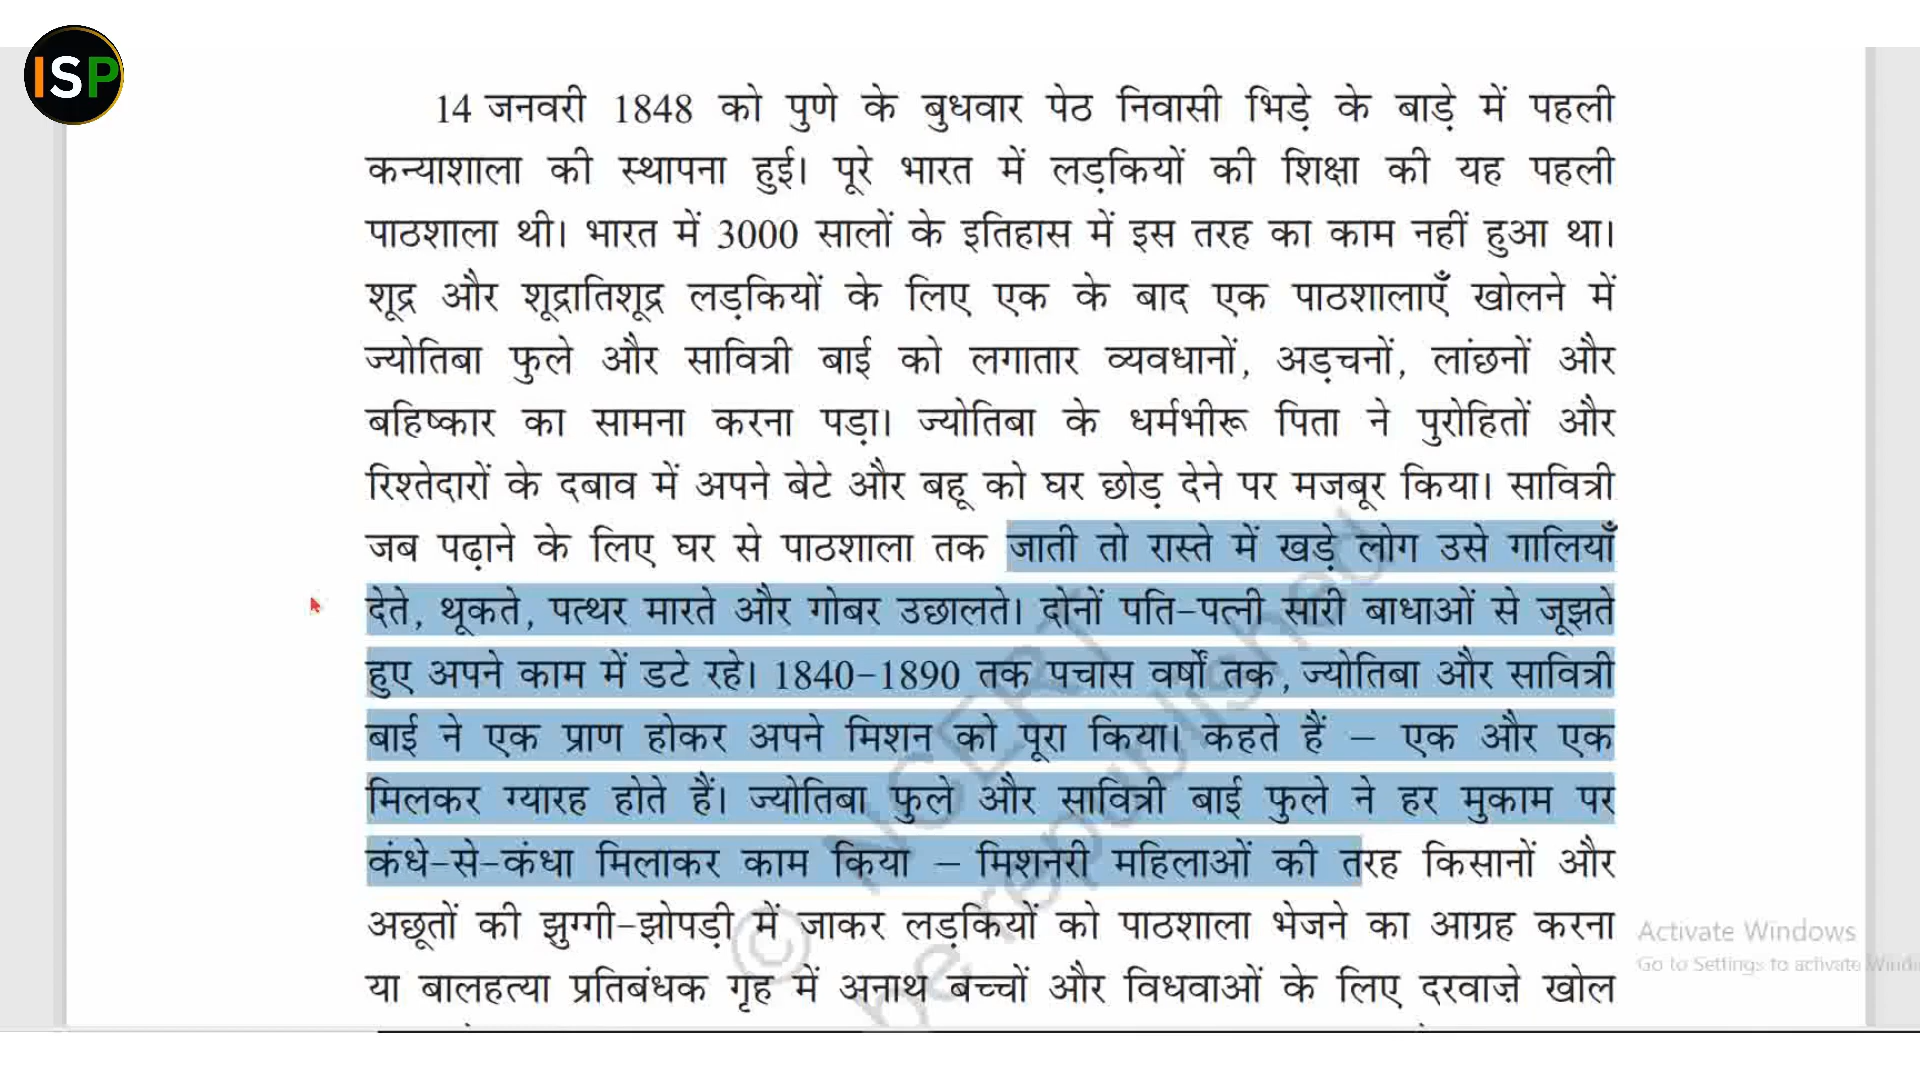 ISP
14 जनवरी 1848 को पुणे के बुधवार पेठ निवासी भिड़े के बाड़े में पहली
कन्याशाला की स्थापना हुई। पूरे भारत में लड़कियों की शिक्षा की यह पहली
पाठशाला थी। भारत में 3000 सालों के इतिहास में इस तरह का काम नहीं हुआ था।
शूद्र और शूद्रातिशूद्र लड़कियों के लिए एक के बाद एक पाठशालाएँ खोलने में
ज्योतिबा फुले और सावित्री बाई को लगातार व्यवधानों, अड़चनों, लांछनों और
बहिष्कार का सामना करना पड़ा। ज्योतिबा के धर्मभीरू पिता ने पुरोहितों और
रिश्तेदारों के दबाव में अपने बेटे और बहू को घर छोड़ देने पर मजबूर किया। सावित्री
जब पढ़ाने के लिए घर से पाठशाला तक जाती तो रास्ते में खड़े लोग उसे गालियाँ
देते, थूकते, पत्थर मारते और गोबर उछालते। दोनों पति-पत्नी सारी बाधाओं से जूझते
हुए अपने काम में डटे रहे। 1840-1890 तक पचास वर्षों तक, ज्योतिबा और सावित्री
बाई ने एक प्राण होकर अपने मिशन को पूरा किया। कहते हैं – एक और एक
मिलकर ग्यारह होते हैं। ज्योतिबा फुले और सावित्री बाई फुले ने हर मुकाम पर
कंधे-से-कंधा मिलाकर काम किया – मिशनरी महिलाओं की तरह किसानों और
अछूतों की झुग्गी-झोपड़ी में जाकर लड़कियों को पाठशाला भेजने का आग्रह करना
या बालहत्या प्रतिबंधक गृह में अनाथ बच्चों और विधवाओं के लिए दरवाज़े खोल
© NCERT
be republished
Activate Windows
Go to Settings to activate Windo